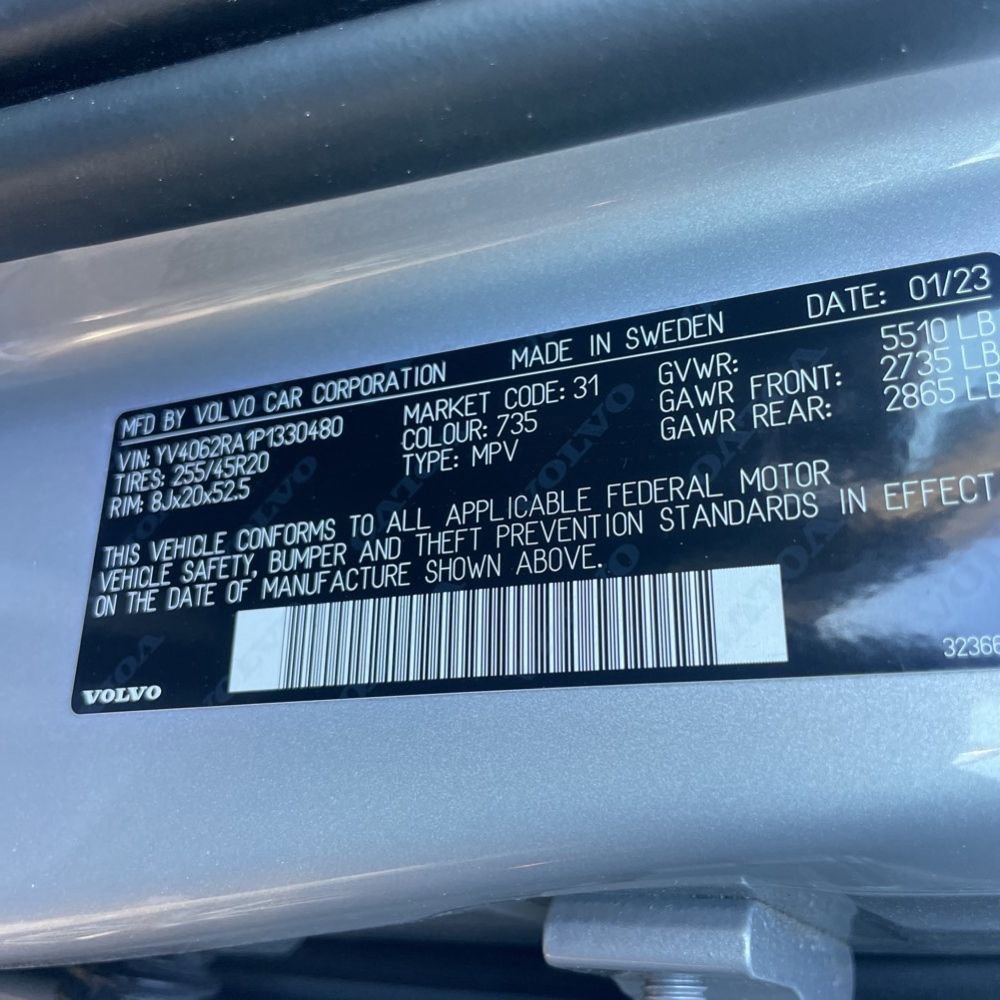 MFD BY VOLVO CAR CORPORATION MADE IN SWEDEN DATE: 01/23
VIN: YV4062RA1P1330480 MARKET CODE: 31 GVWR: 5510 LB
TIRES: 255/45R20 COLOUR: 735 GAWR FRONT: 2735 LB
RIM: 8Jx20x52.5 TYPE: MPV GAWR REAR: 2865 LB
THIS VEHICLE CONFORMS TO ALL APPLICABLE FEDERAL MOTOR
VEHICLE SAFETY, BUMPER AND THEFT PREVENTION STANDARDS IN EFFECT
ON THE DATE OF MANUFACTURE SHOWN ABOVE.
VOLVO 32366